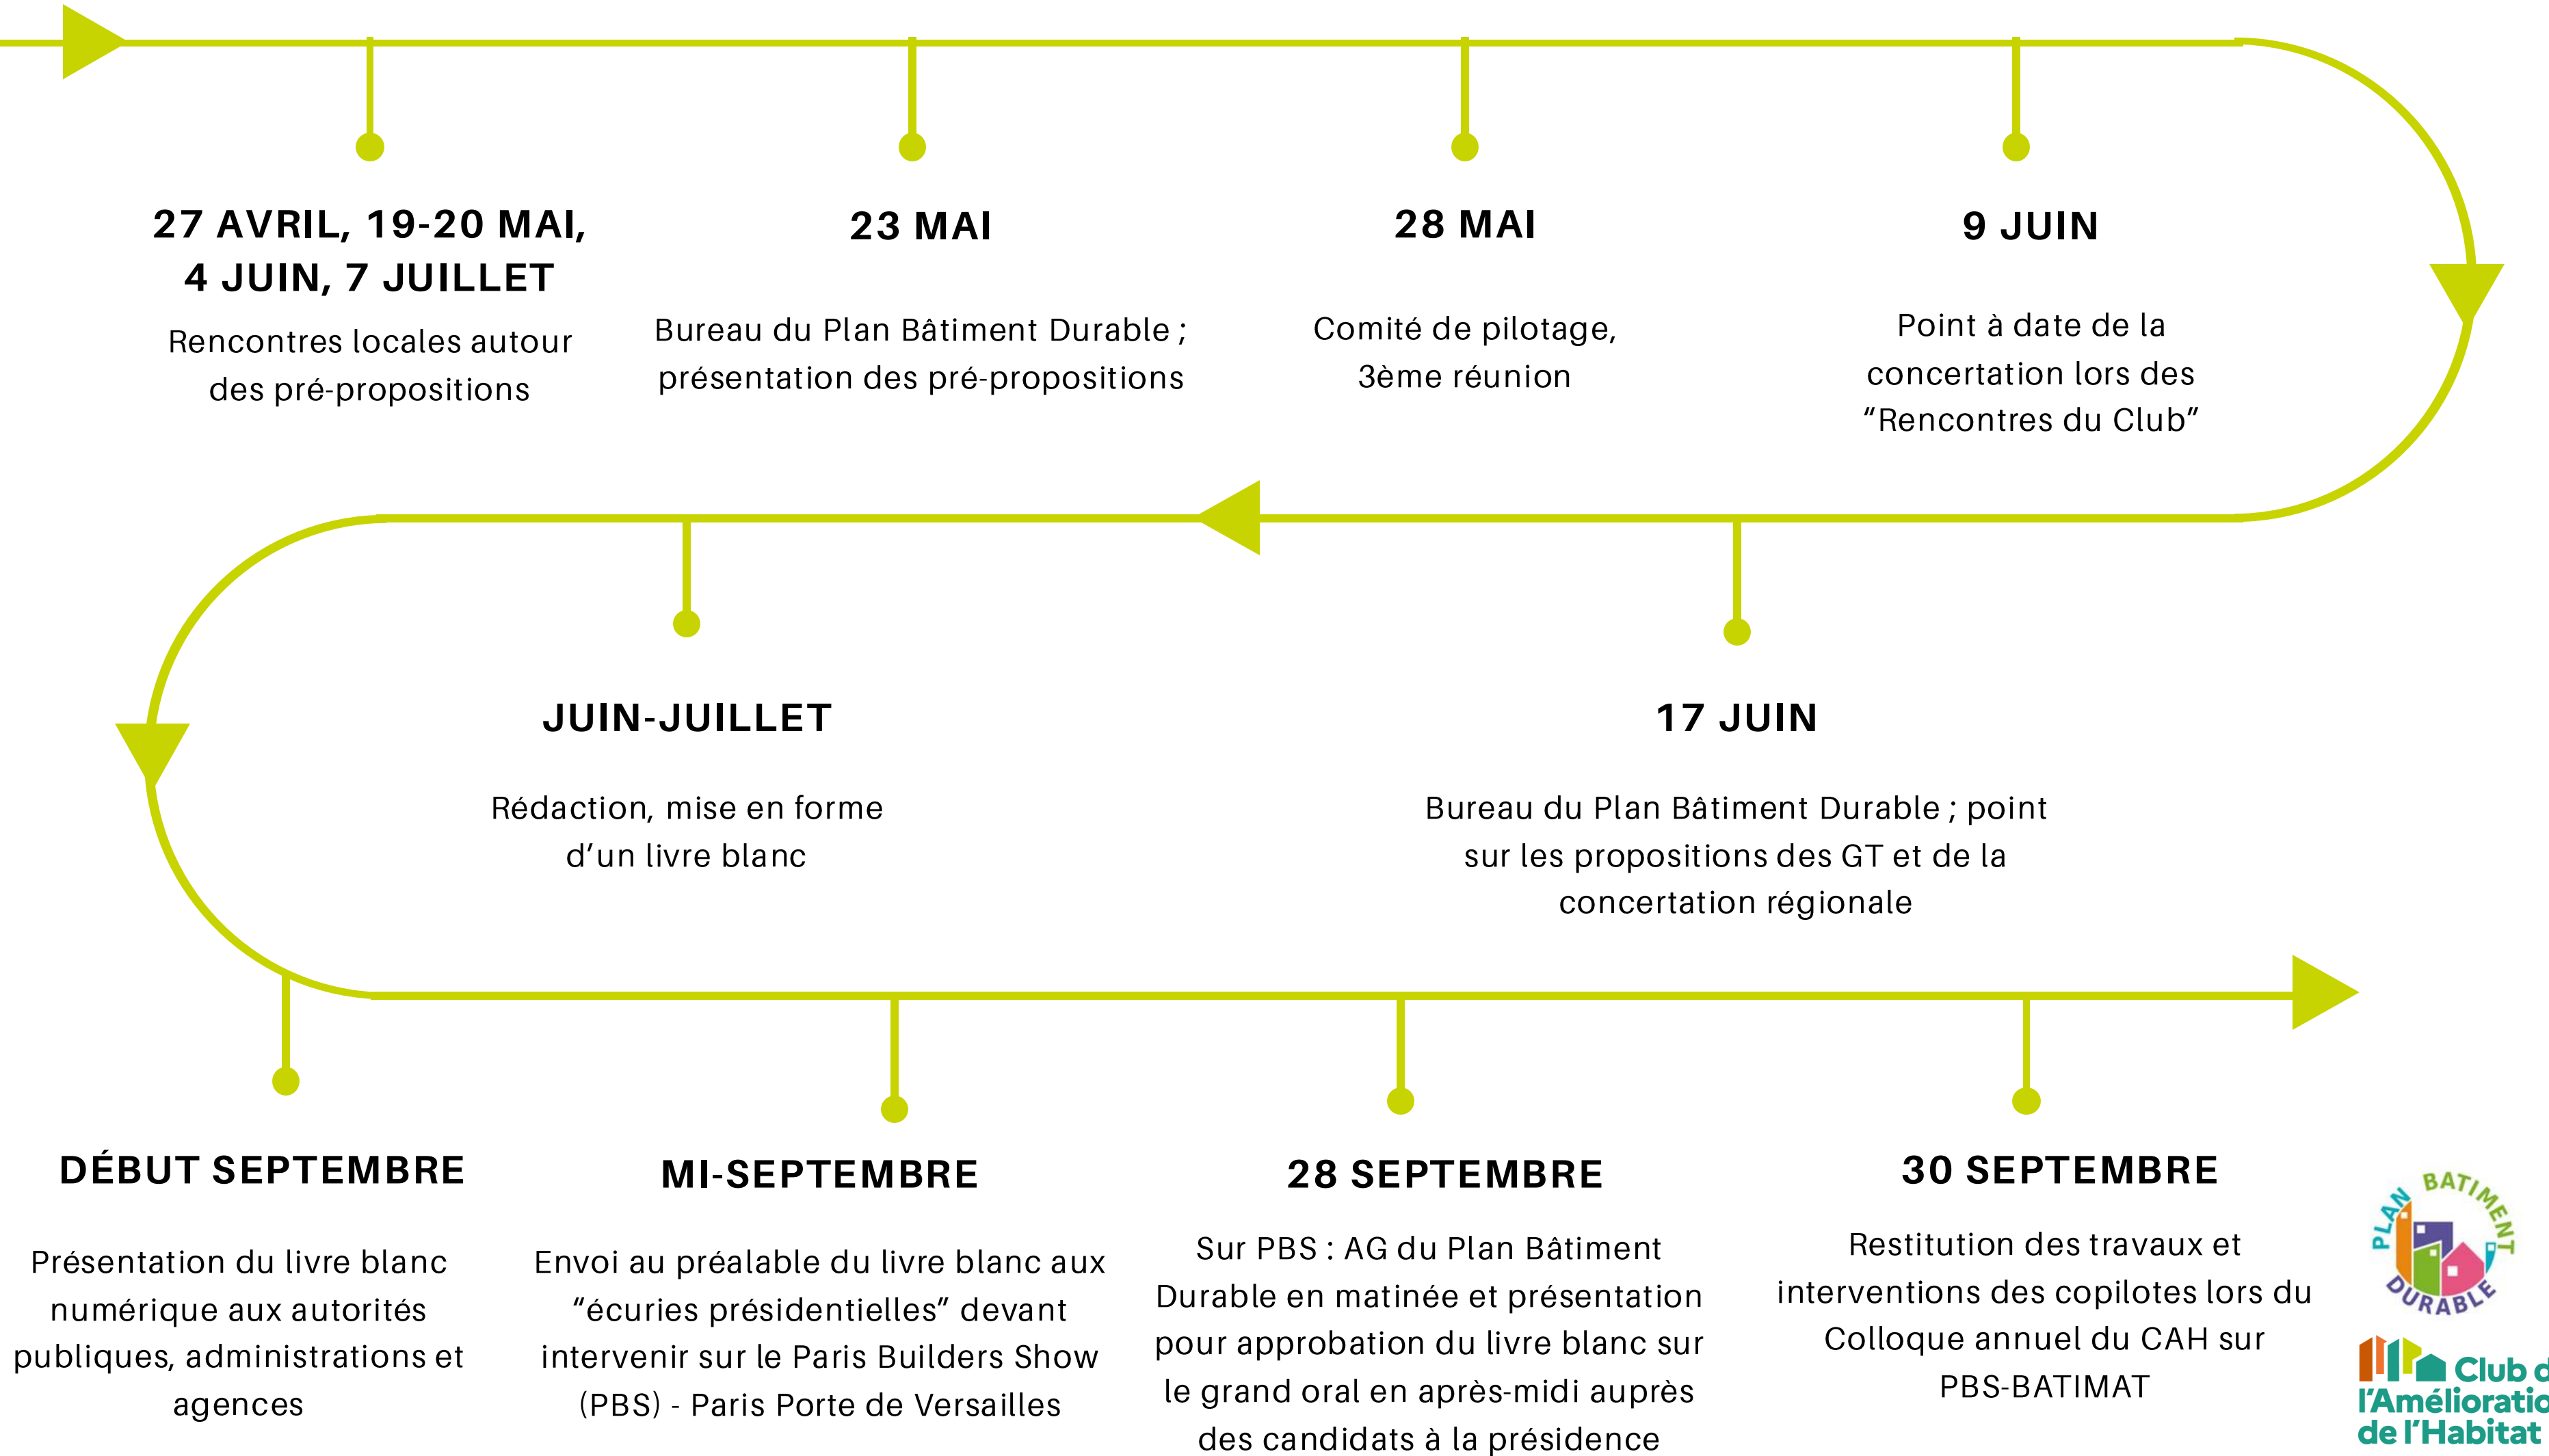 27 AVRIL, 19-20 MAI,
4 JUIN, 7 JUILLET
Rencontres locales autour
des pré-propositions
23 MAI
Bureau du Plan Bâtiment Durable ;
présentation des pré-propositions
28 MAI
Comité de pilotage,
3ème réunion
9 JUIN
Point à date de la
concertation lors des
“Rencontres du Club”
17 JUIN
Bureau du Plan Bâtiment Durable ; point
sur les propositions des GT et de la
concertation régionale
JUIN-JUILLET
Rédaction, mise en forme
d’un livre blanc
DÉBUT SEPTEMBRE
Présentation du livre blanc
numérique aux autorités
publiques, administrations et
agences
MI-SEPTEMBRE
Envoi au préalable du livre blanc aux
“écuries présidentielles” devant
intervenir sur le Paris Builders Show
(PBS) - Paris Porte de Versailles
28 SEPTEMBRE
Sur PBS : AG du Plan Bâtiment
Durable en matinée et présentation
pour approbation du livre blanc sur
le grand oral en après-midi auprès
des candidats à la présidence
30 SEPTEMBRE
Restitution des travaux et
interventions des copilotes lors du
Colloque annuel du CAH sur
PBS-BATIMAT
PLAN BATIMENT
DURABLE
Club d
l’Amélioratio
de l’Habitat